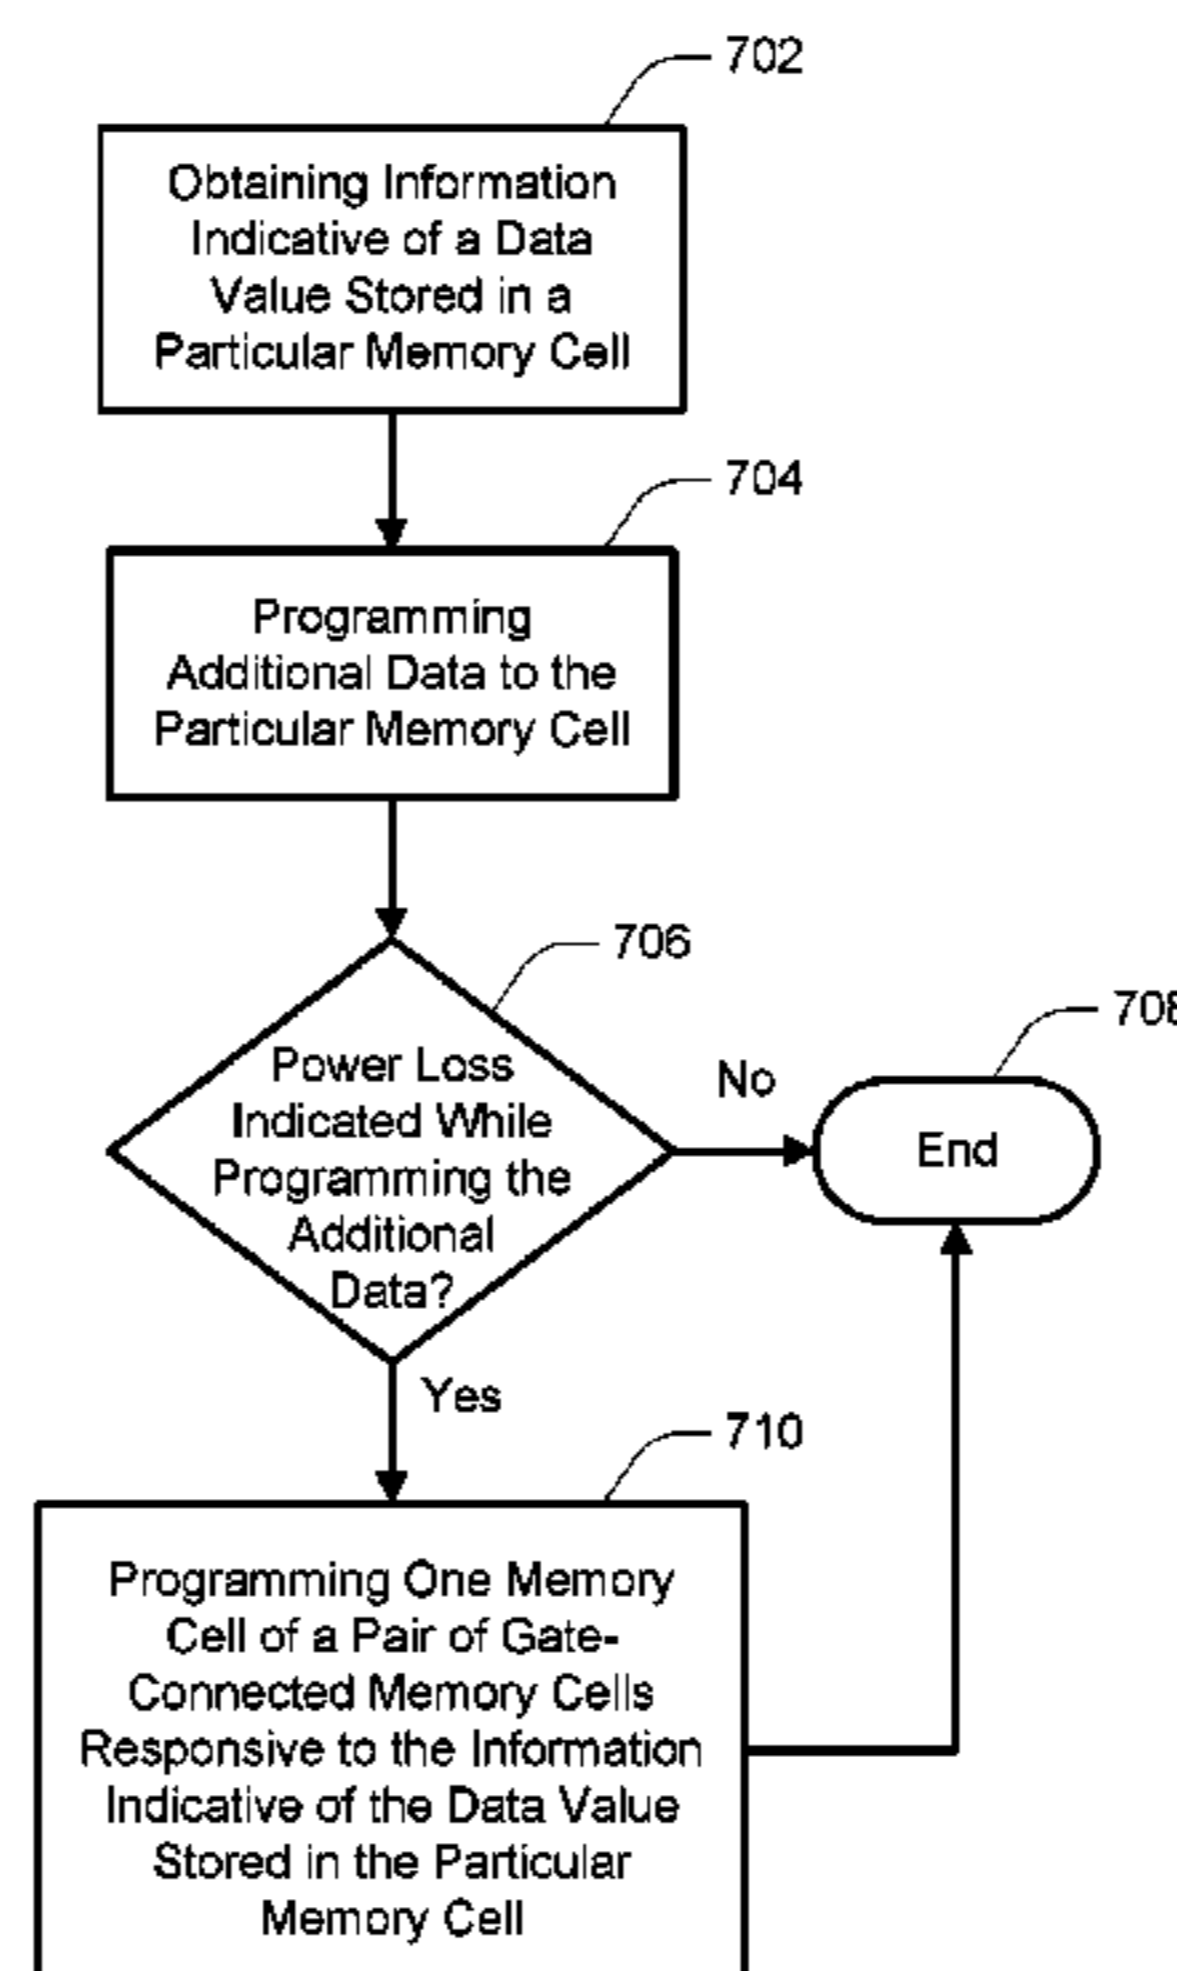 702
Obtaining Information
Indicative of a Data
Value Stored in a
Particular Memory Cell
704
Programming
Additional Data to the
Particular Memory Cell
706
Power Loss
Indicated While
Programming the
Additional
Data?
No
708
End
Yes
710
Programming One Memory
Cell of a Pair of Gate-
Connected Memory Cells
Responsive to the Information
Indicative of the Data Value
Stored in the Particular
Memory Cell